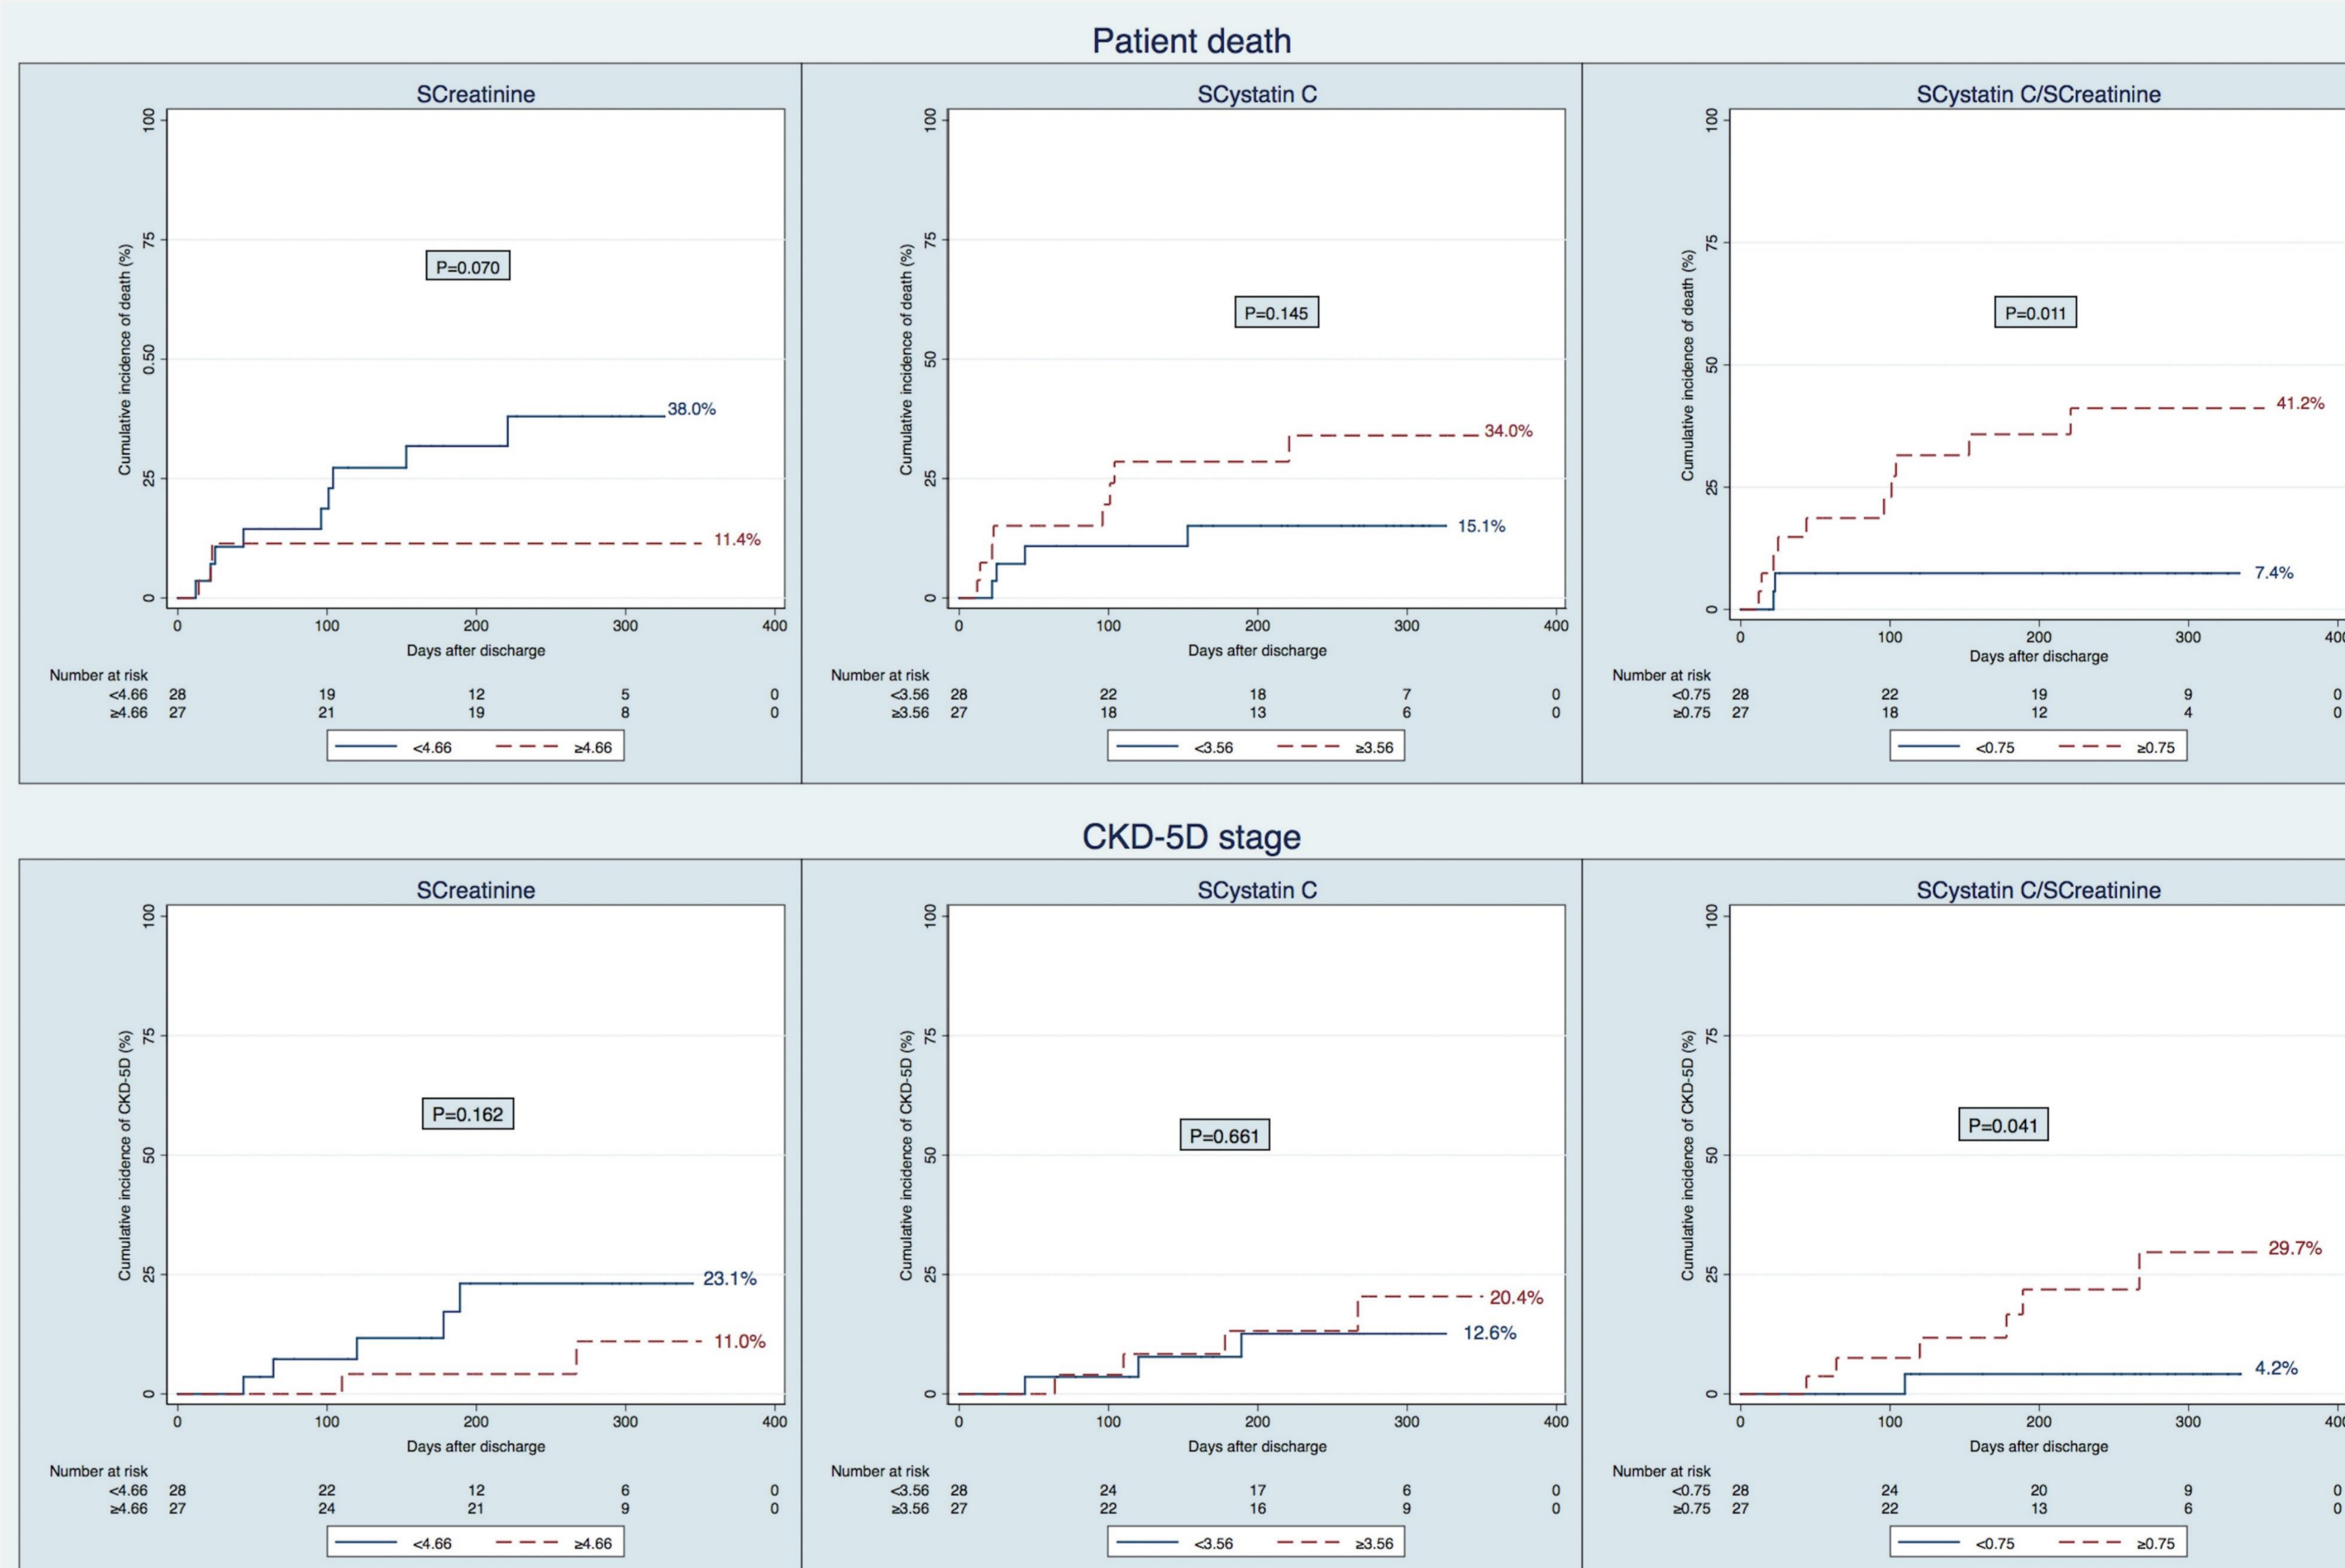 Patient death
SCreatinine
100
75
0.50
25
0
Cumulative incidence of death (%)
P=0.070
38.0%
11.4%
0 100 200 300 400
Days after discharge
Number at risk
<4.66 28 19 12 5 0
≥4.66 27 21 19 8 0
<4.66 ≥4.66
SCystatin C
100
75
50
25
0
Cumulative incidence of death (%)
P=0.145
34.0%
15.1%
0 100 200 300 400
Days after discharge
Number at risk
<3.56 28 22 18 7 0
≥3.56 27 18 13 6 0
<3.56 ≥3.56
SCystatin C/SCreatinine
100
75
50
25
0
Cumulative incidence of death (%)
P=0.011
41.2%
7.4%
0 100 200 300 400
Days after discharge
Number at risk
<0.75 28 22 19 9 0
≥0.75 27 18 12 4 0
<0.75 ≥0.75
CKD-5D stage
SCreatinine
100
75
50
25
0
Cumulative incidence of CKD-5D (%)
P=0.162
23.1%
11.0%
0 100 200 300 400
Days after discharge
Number at risk
<4.66 28 22 12 6 0
≥4.66 27 24 21 9 0
<4.66 ≥4.66
SCystatin C
100
75
50
25
0
Cumulative incidence of CKD-5D (%)
P=0.661
20.4%
12.6%
0 100 200 300 400
Days after discharge
Number at risk
<3.56 28 24 17 6 0
≥3.56 27 22 16 9 0
<3.56 ≥3.56
SCystatin C/SCreatinine
100
75
50
25
0
Cumulative incidence of CKD-5D (%)
P=0.041
29.7%
4.2%
0 100 200 300 400
Days after discharge
Number at risk
<0.75 28 24 20 9 0
≥0.75 27 22 13 6 0
<0.75 ≥0.75